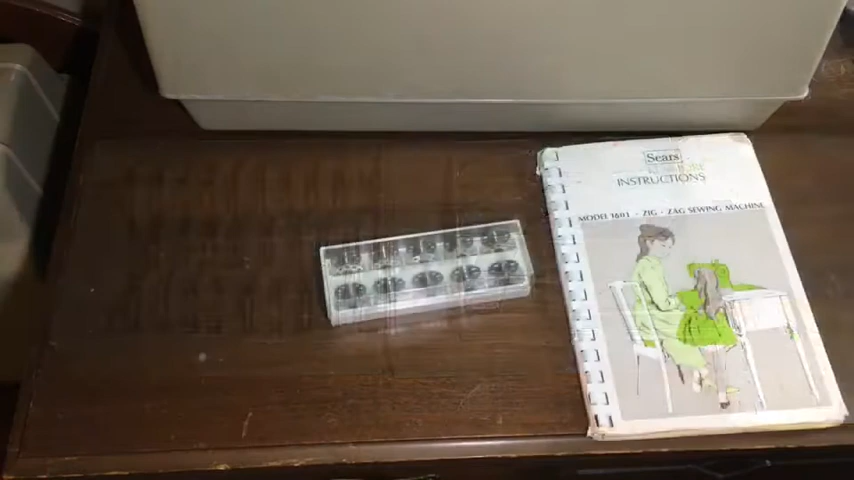 Sears
INSTRUCTIONS
MODEL 1601 ZIG - ZAG SEWING MACHINE